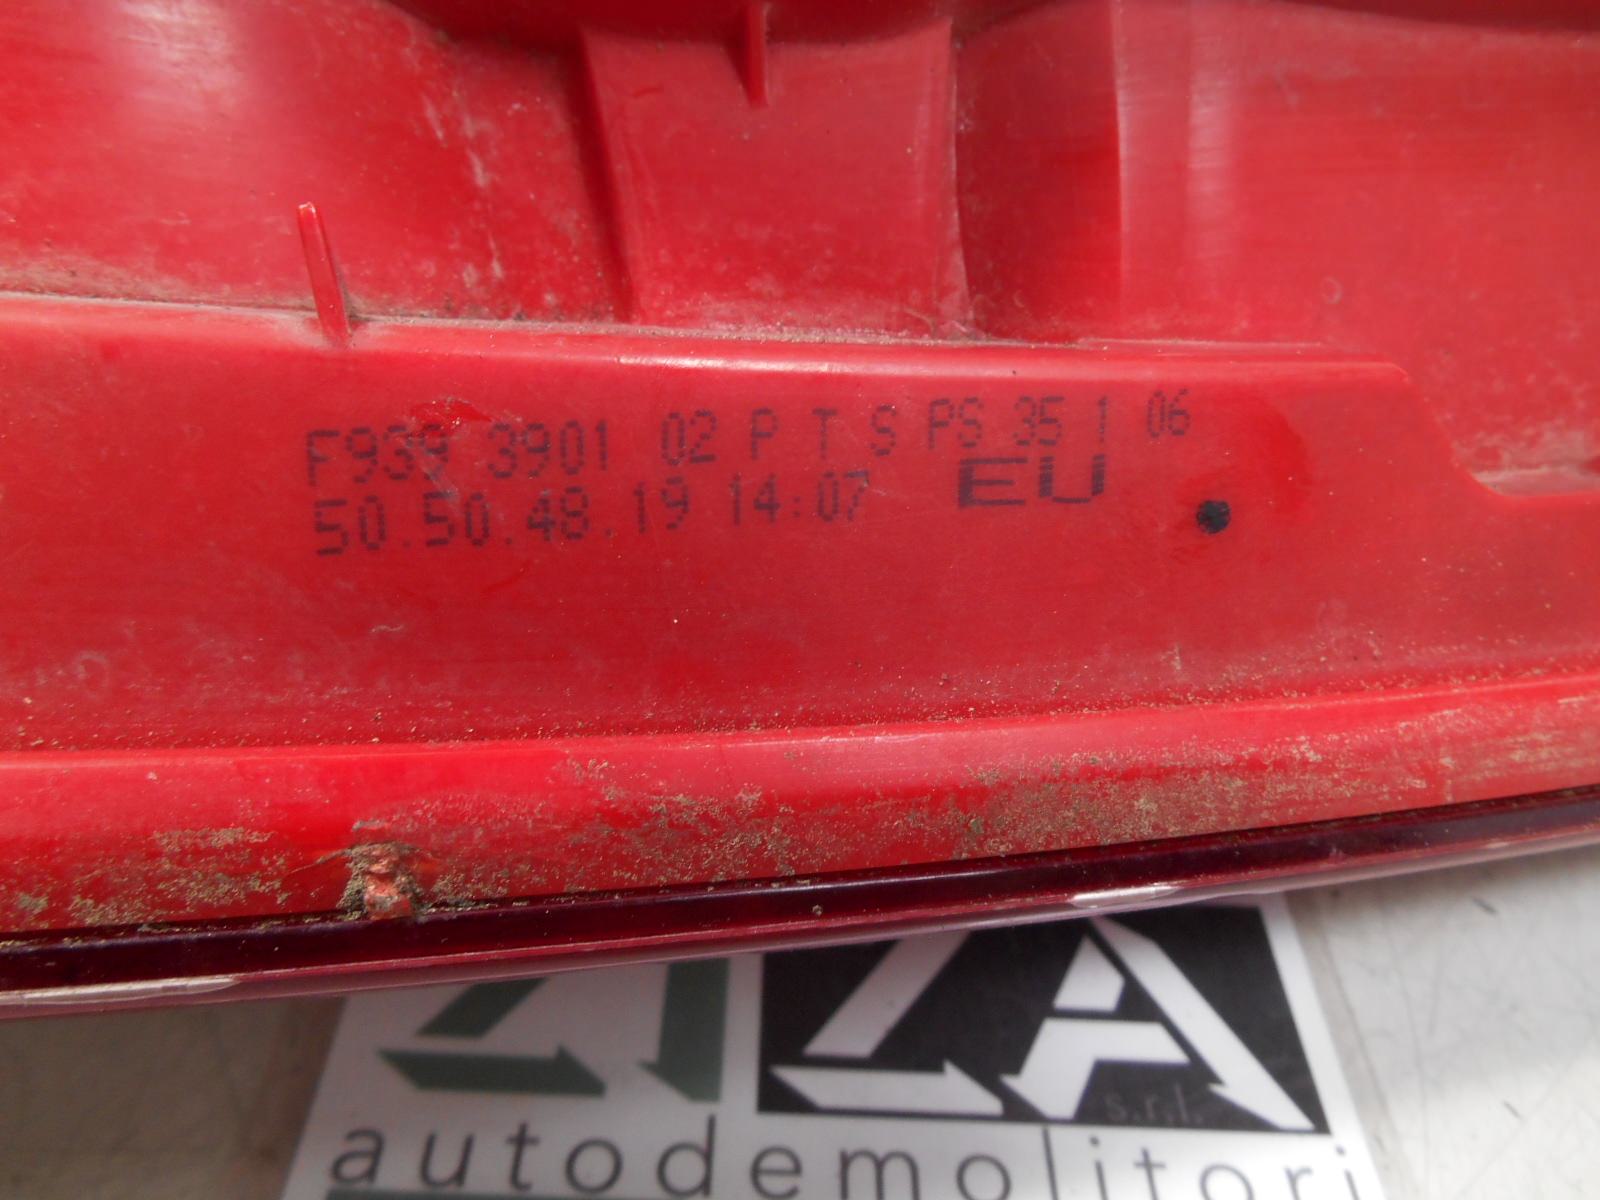 F939 3901 02 P T S PS 35 1 06
50.50.48.19 14:07 EU
s.r.l.
autodemolitori